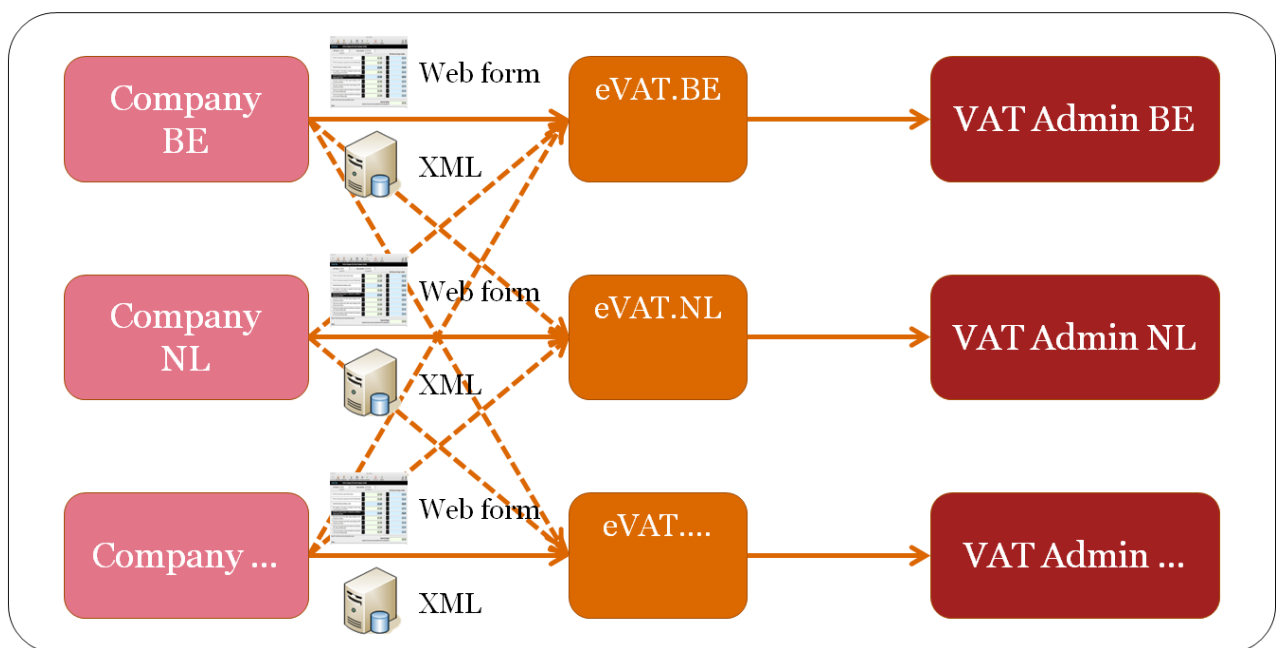 Company
BE
Web form
XML
eVAT.BE
VAT Admin BE
Company
NL
Web form
XML
eVAT.NL
VAT Admin NL
Company ...
Web form
XML
eVAT....
VAT Admin ...